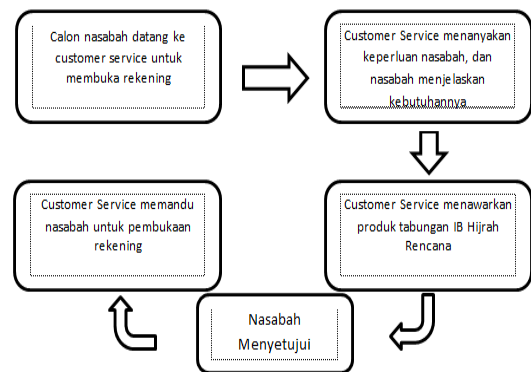 Calon nasabah datang ke
customer service untuk
membuka rekening
Customer Service menanyakan
keperluan nasabah, dan
nasabah menjelaskan
kebutuhannya
Customer Service menawarkan
produk tabungan IB Hijrah
Rencana
Nasabah
Menyetujui
Customer Service memandu
nasabah untuk pembukaan
rekening